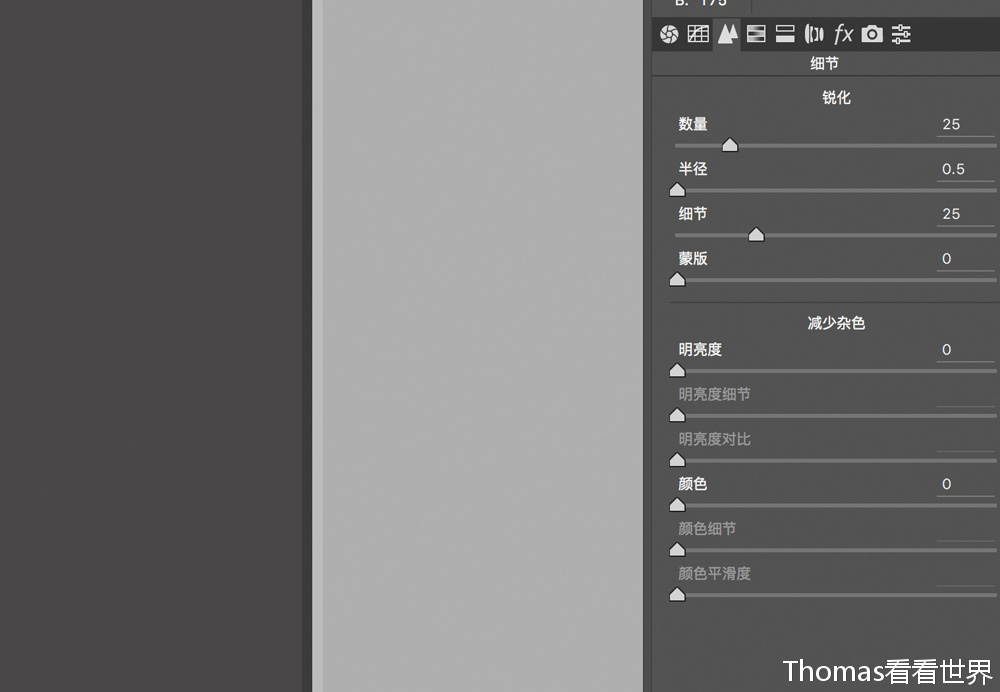 B: 175
fx
细节
锐化
数量 25
半径 0.5
细节 25
蒙版 0
减少杂色
明亮度 0
明亮度细节
明亮度对比
颜色 0
颜色细节
颜色平滑度
Thomas看看世界